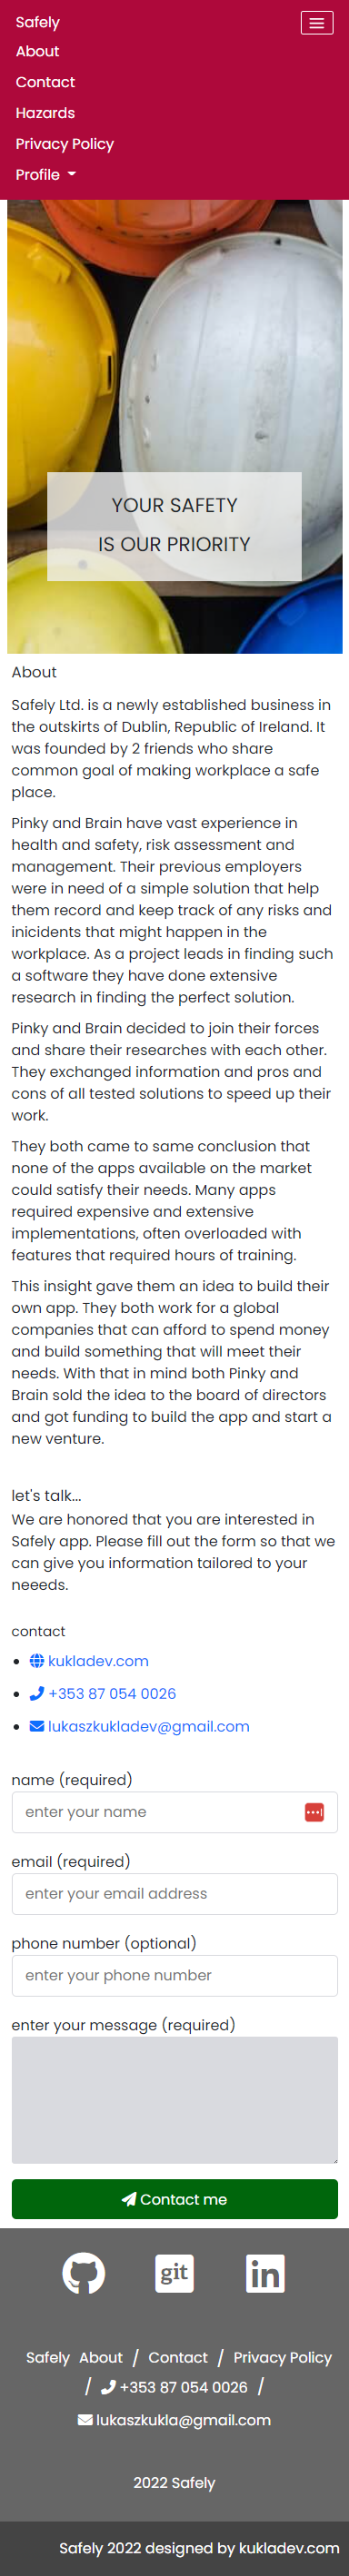 Safely
About
Contact
Hazards
Privacy Policy
Profile
YOUR SAFETY
IS OUR PRIORITY
About
Safely Ltd. is a newly established business in
the outskirts of Dublin, Republic of Ireland. It
was founded by 2 friends who share
common goal of making workplace a safe
place.
Pinky and Brain have vast experience in
health and safety, risk assessment and
management. Their previous employers
were in need of a simple solution that help
them record and keep track of any risks and
inicidents that might happen in the
workplace. As a project leads in finding such
a software they have done extensive
research in finding the perfect solution.
Pinky and Brain decided to join their forces
and share their researches with each other.
They exchanged information and pros and
cons of all tested solutions to speed up their
work.
They both came to same conclusion that
none of the apps available on the market
could satisfy their needs. Many apps
required expensive and extensive
implementations, often overloaded with
features that required hours of training.
This insight gave them an idea to build their
own app. They both work for a global
companies that can afford to spend money
and build something that will meet their
needs. With that in mind both Pinky and
Brain sold the idea to the board of directors
and got funding to build the app and start a
new venture.
let's talk...
We are honored that you are interested in
Safely app. Please fill out the form so that we
can give you information tailored to your
neeeds.
contact
kukladev.com
+353 87 054 0026
lukaszkukladev@gmail.com
name (required)
enter your name
email (required)
enter your email address
phone number (optional)
enter your phone number
enter your message (required)
Contact me
git
in
Safely About / Contact / Privacy Policy
/ +353 87 054 0026 /
lukaszkukla@gmail.com
2022 Safely
Safely 2022 designed by kukladev.com